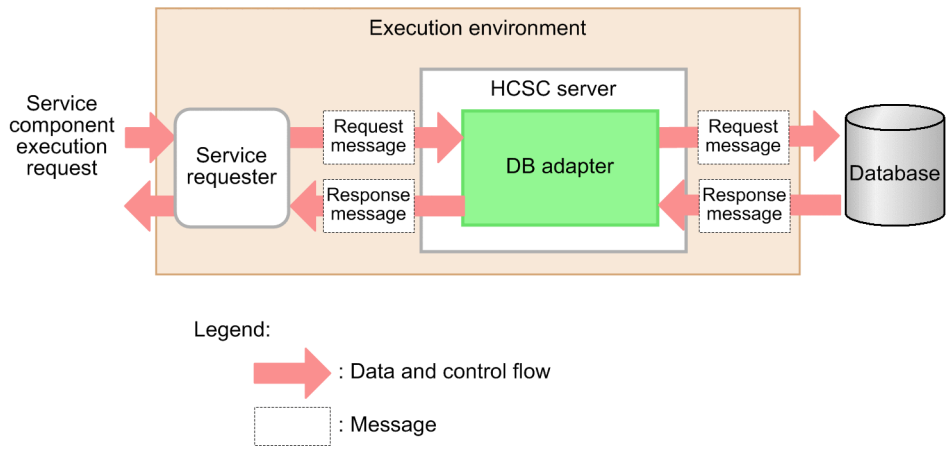 Execution environment
HCSC server
Service
component
execution
request
Service
requester
Request
message
Response
message
DB adapter
Request
message
Response
message
Database
Legend:
: Data and control flow
: Message